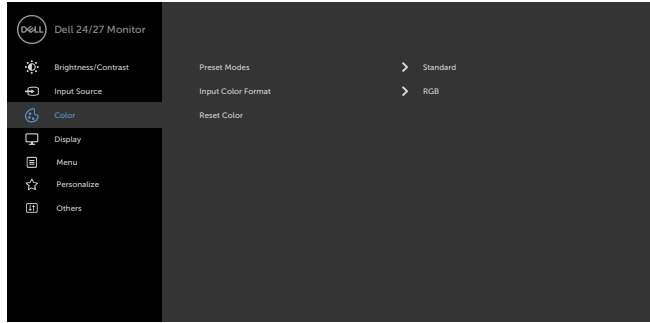 DELL Dell 24/27 Monitor
Brightness/Contrast Preset Modes Standard
Input Source Input Color Format RGB
Color Reset Color
Display
Menu
Personalize
Others